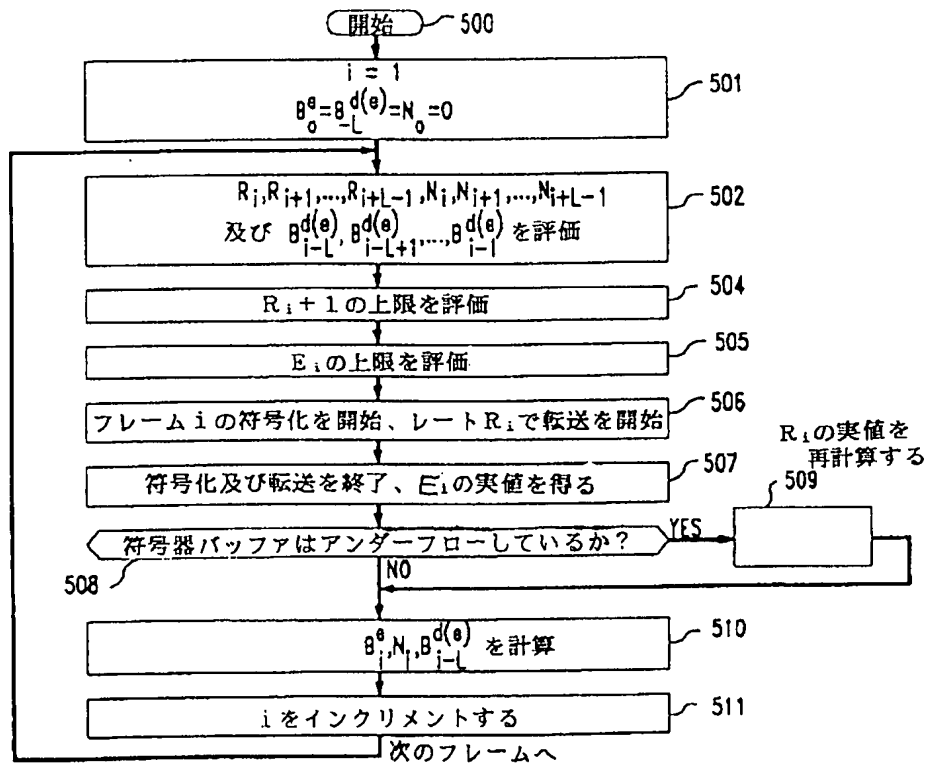 開始 500
i = 1 501
B^e_0=B^{d(e)}_{-L}=N_0=0
R_i,R_{i+1},...,R_{i+L-1},N_i,N_{i+1},...,N_{i+L-1} 502
及び B^{d(e)}_{i-L},B^{d(e)}_{i-L+1},...,B^{d(e)}_{i-1} を評価
R_i+1の上限を評価 504
E_iの上限を評価 505
フレームiの符号化を開始、レートR_iで転送を開始 506
符号化及び転送を終了、E_iの実値を得る 507
符号器バッファはアンダーフローしているか?
508
YES
NO
R_iの実値を
再計算する
509
B^e_i,N_i,B^{d(e)}_{i-L} を計算 510
iをインクリメントする 511
次のフレームへ